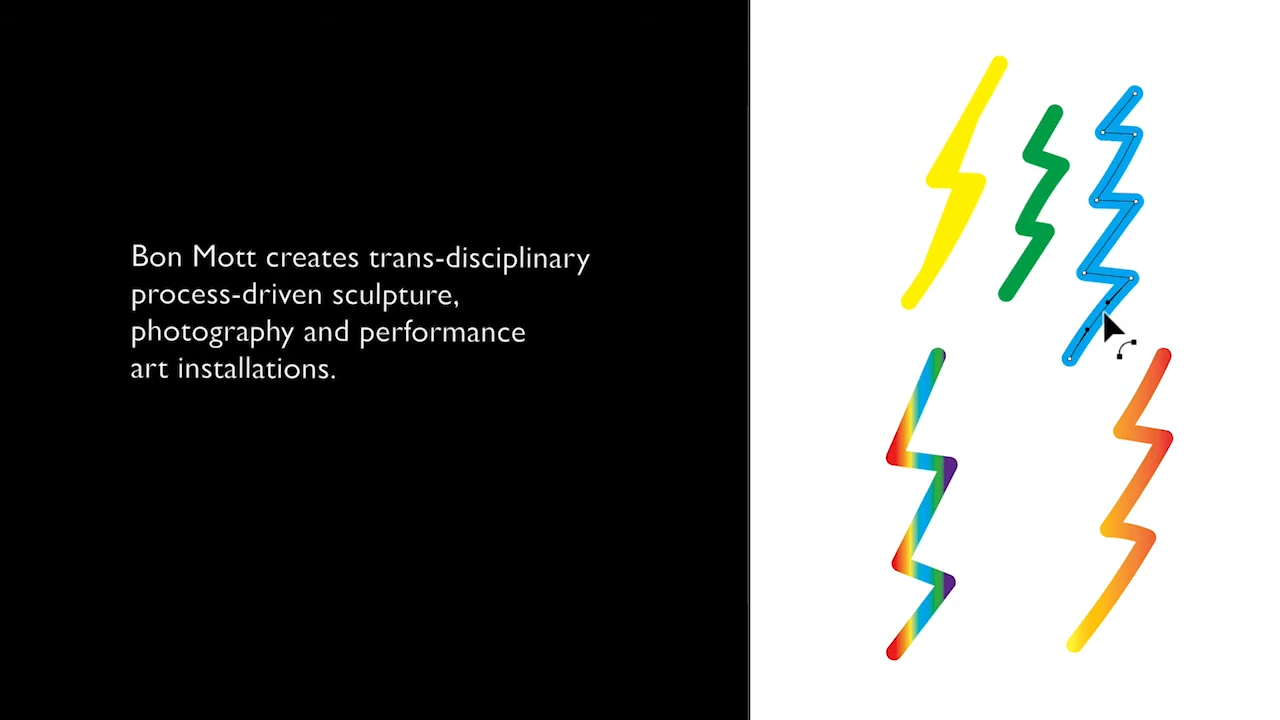 Bon Mott creates trans-disciplinary
process-driven sculpture,
photography and performance
art installations.